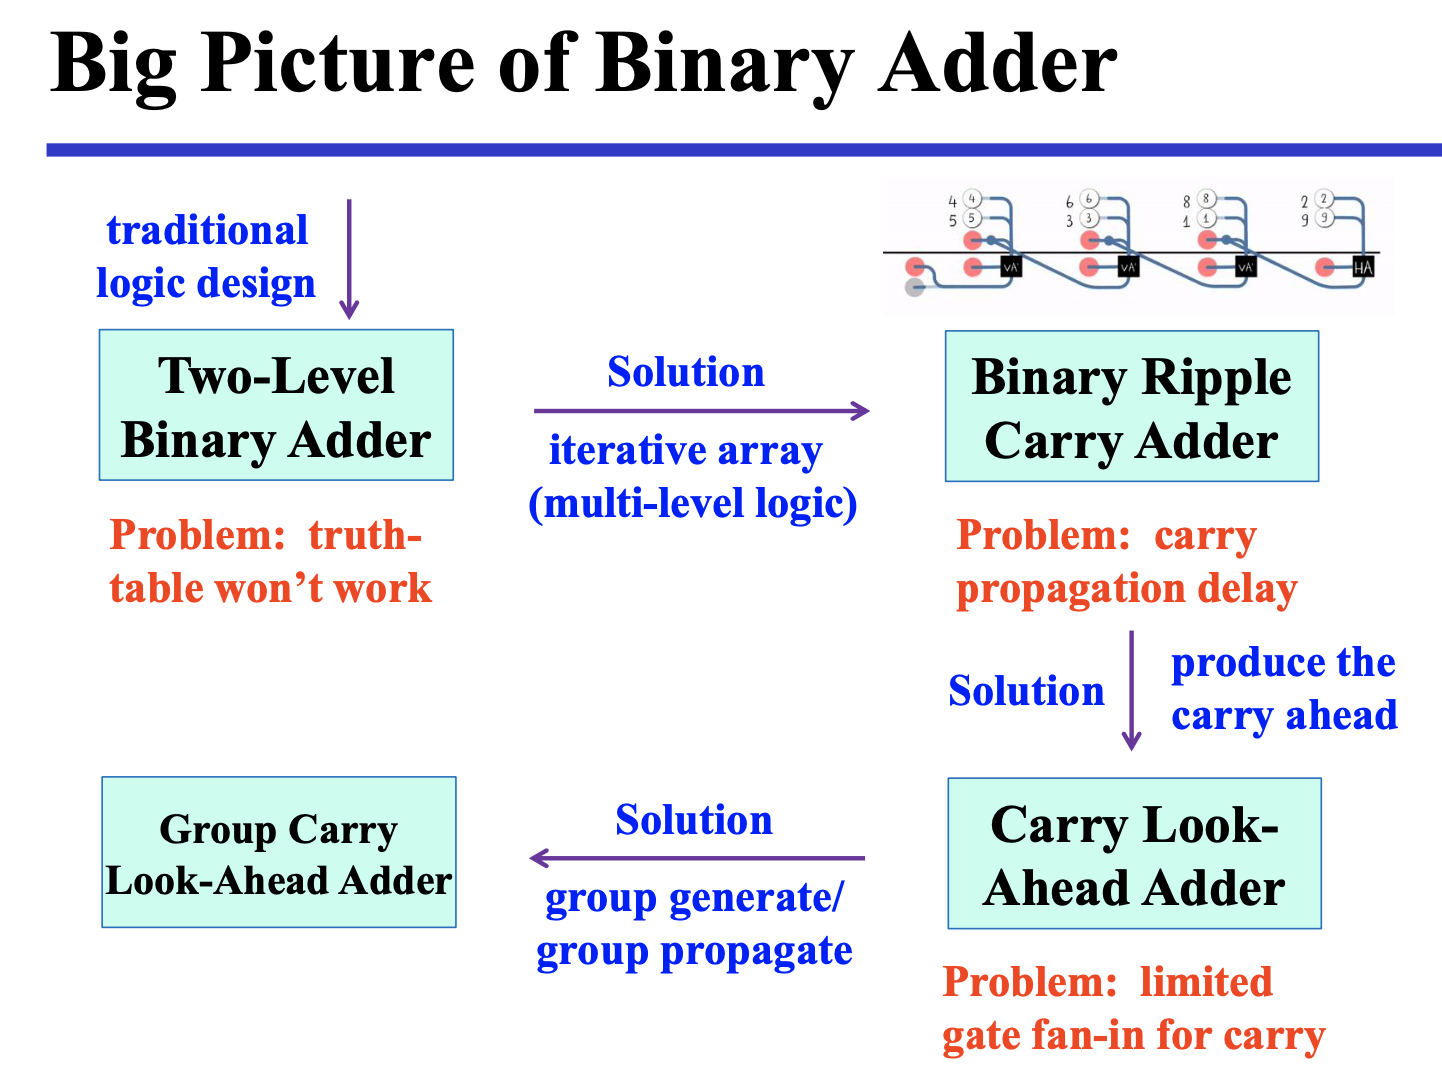 Big Picture of Binary Adder
traditional
logic design
4 4 6 6 8 8 2 2
5 5 3 3 1 1 9 9
VA VA VA HA
Two-Level
Binary Adder
Solution
iterative array
(multi-level logic)
Binary Ripple
Carry Adder
Problem: truth-
table won’t work
Problem: carry
propagation delay
Solution
produce the
carry ahead
Group Carry
Look-Ahead Adder
Solution
group generate/
group propagate
Carry Look-
Ahead Adder
Problem: limited
gate fan-in for carry